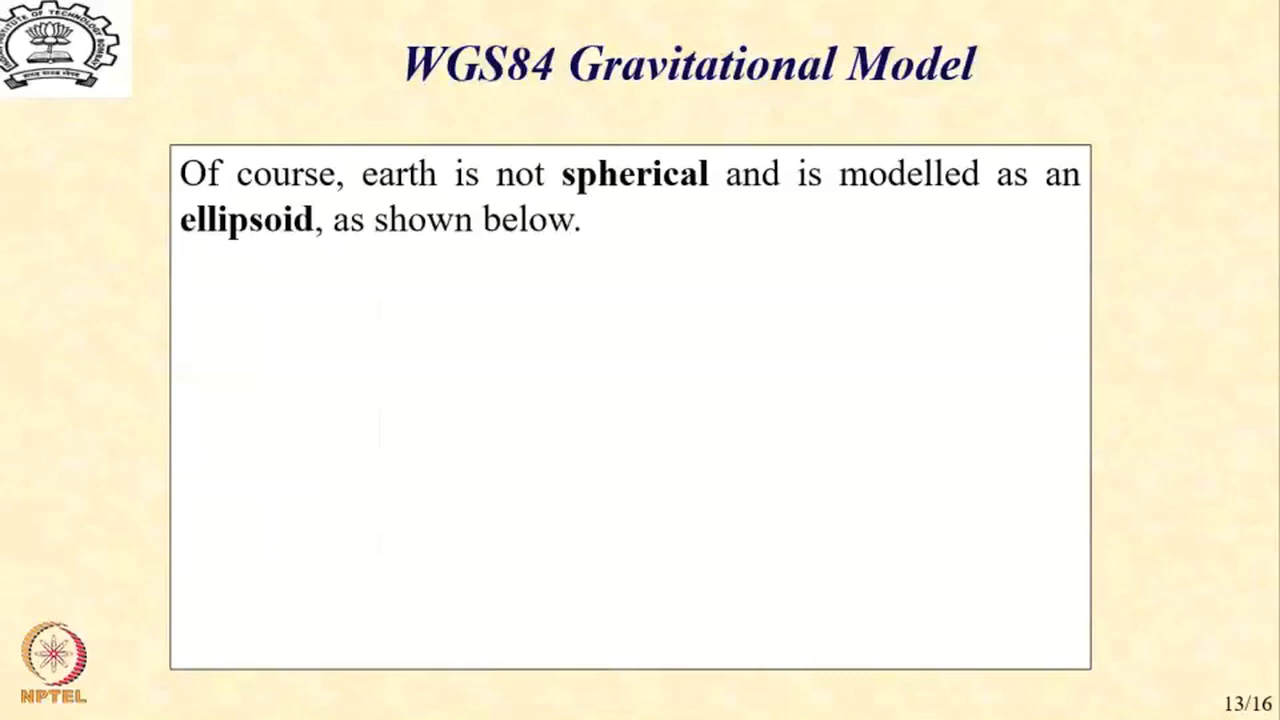 WGS84 Gravitational Model
Of course, earth is not spherical and is modelled as an
ellipsoid, as shown below.
NPTEL
13/16